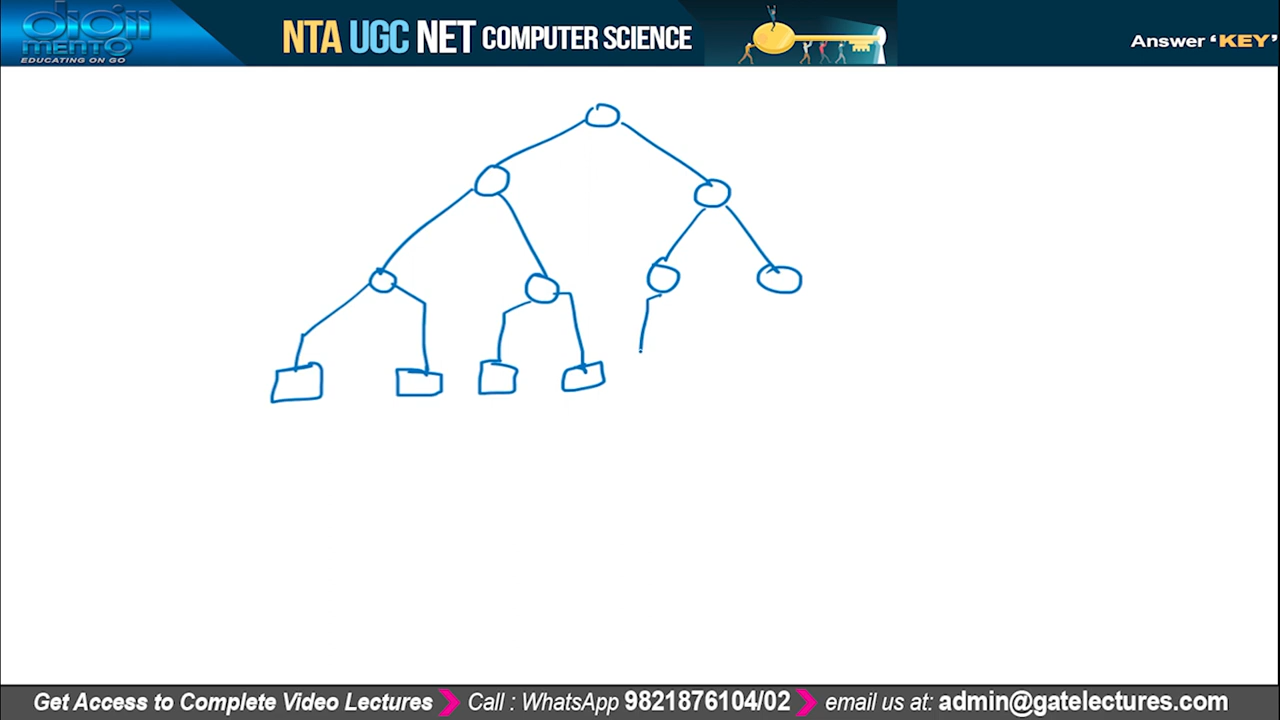 digii
MENTO
EDUCATING ON GO
NTA UGC NET COMPUTER SCIENCE
Answer ‘KEY’
Get Access to Complete Video Lectures
Call : WhatsApp 9821876104/02
email us at: admin@gatelectures.com